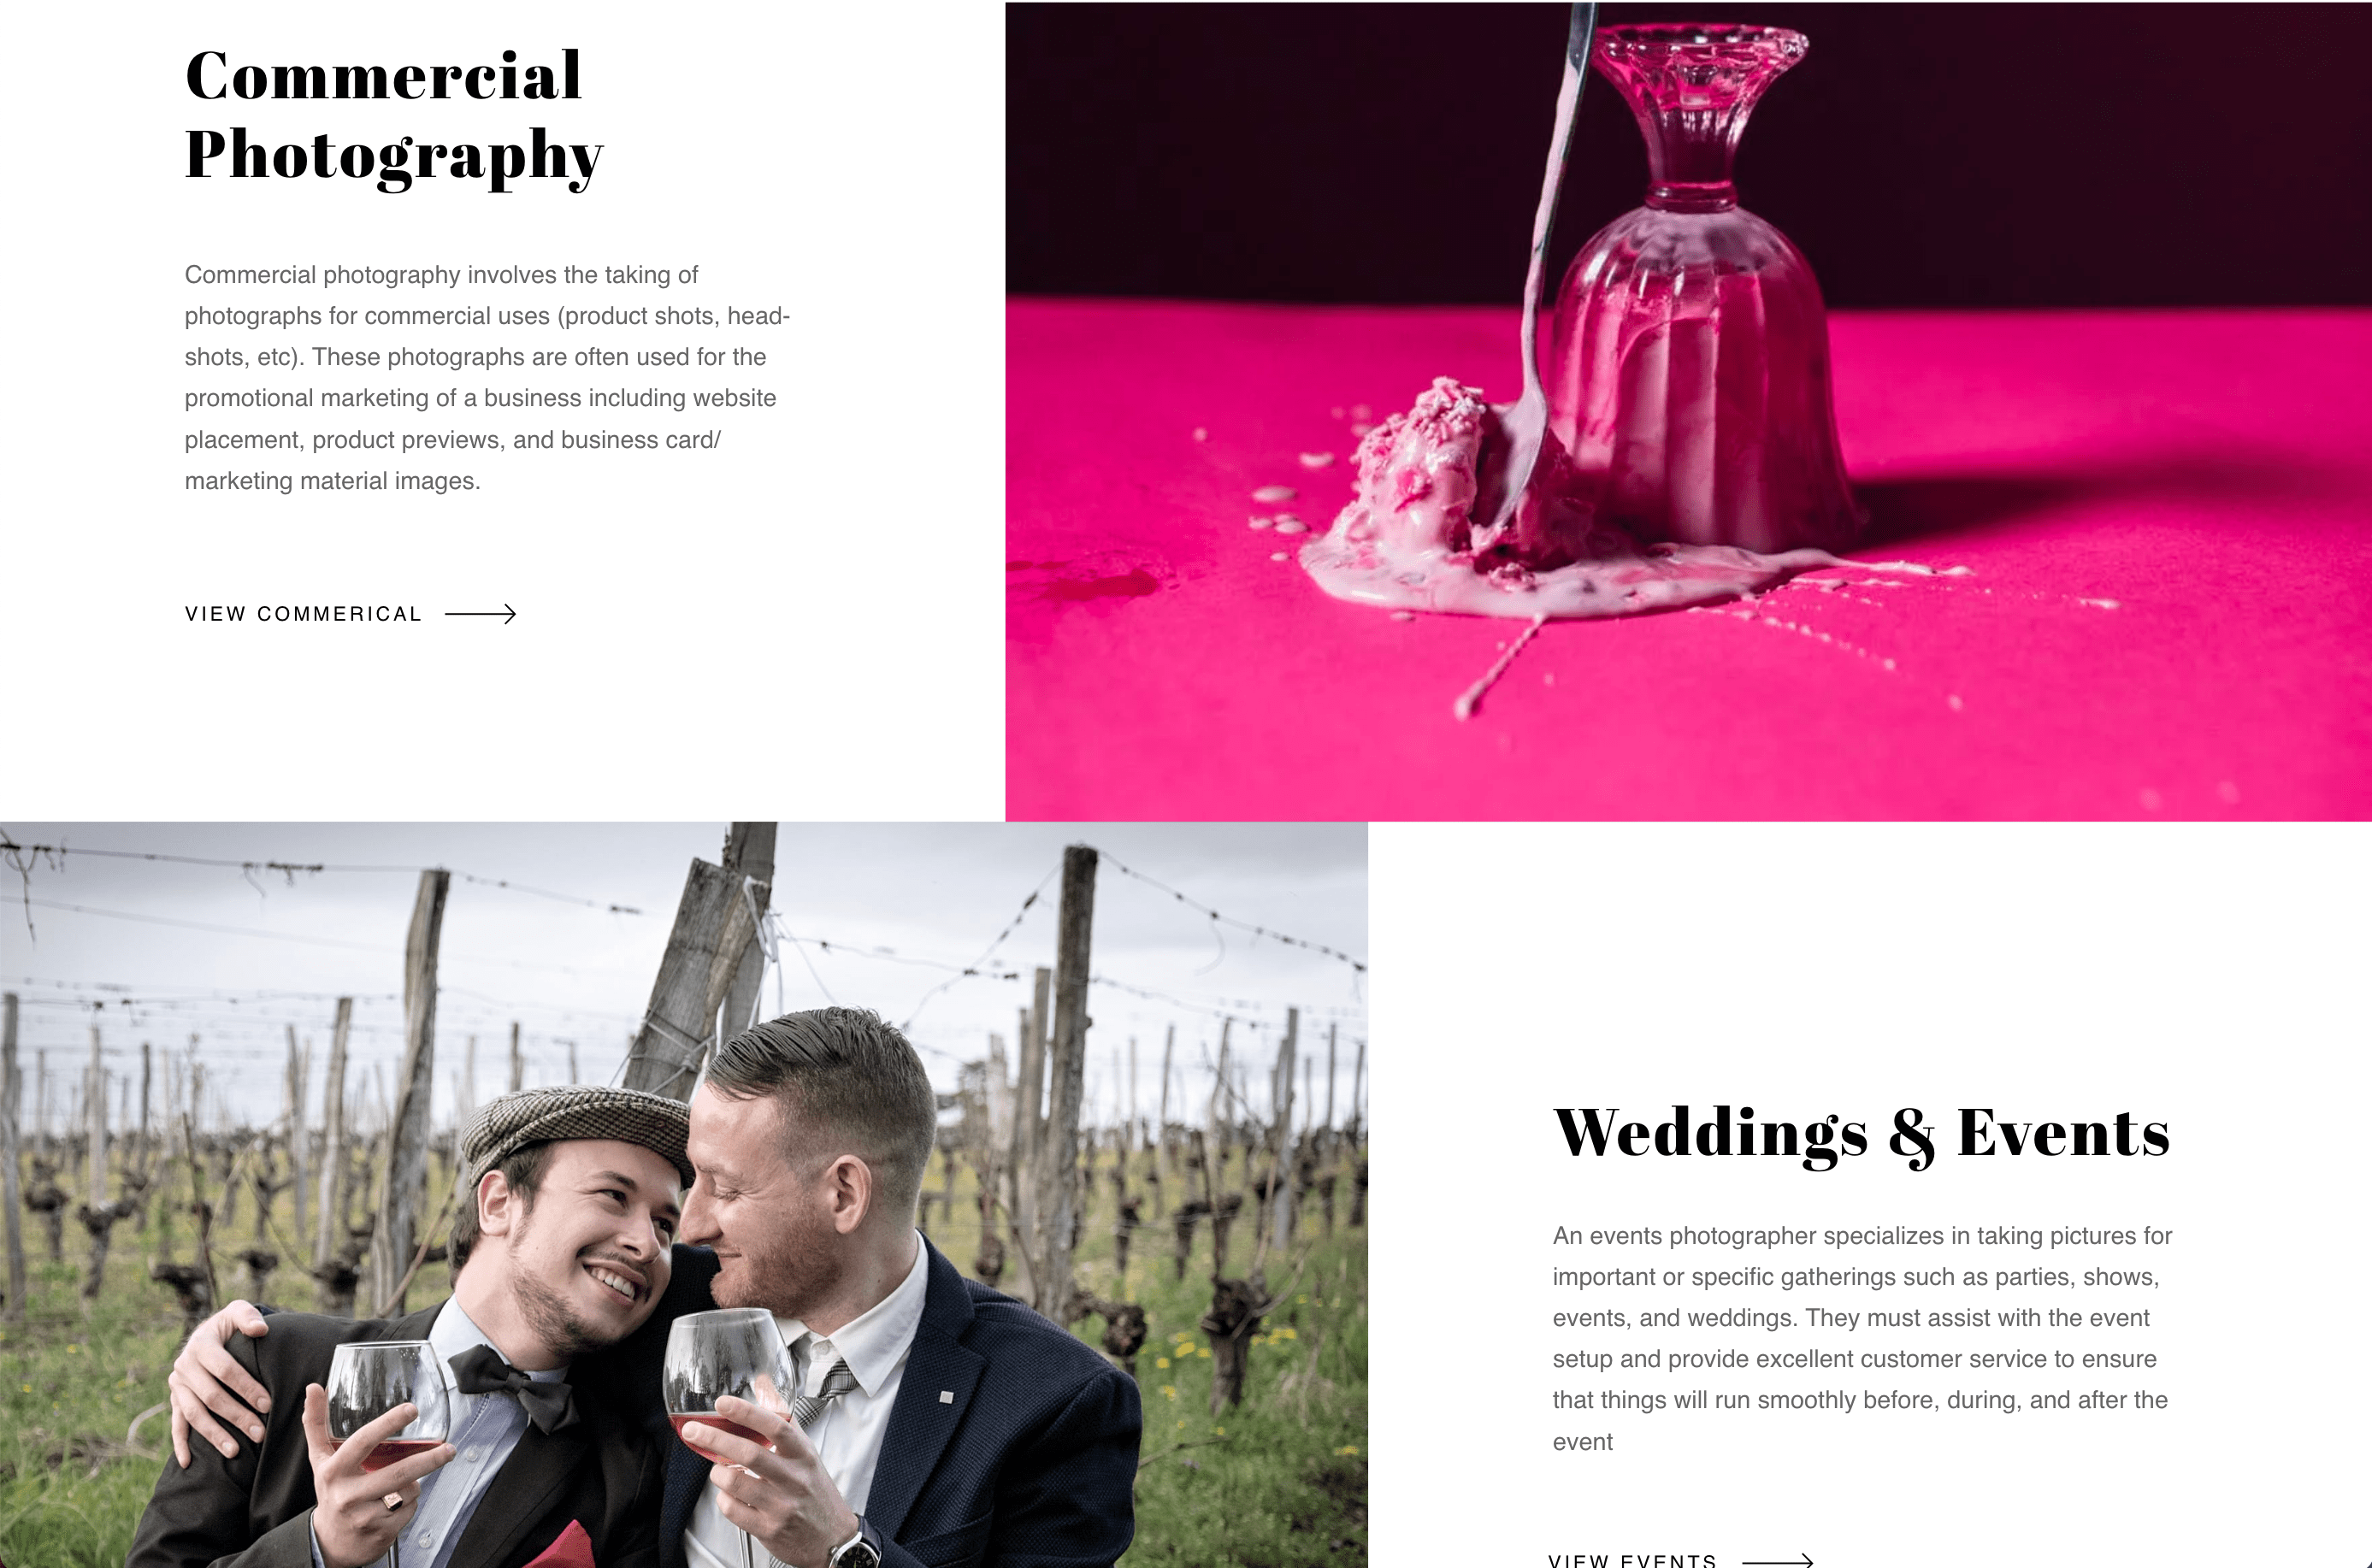 Commercial
Photography
Commercial photography involves the taking of
photographs for commercial uses (product shots, head-
shots, etc). These photographs are often used for the
promotional marketing of a business including website
placement, product previews, and business card/
marketing material images.
VIEW COMMERICAL
Weddings & Events
An events photographer specializes in taking pictures for
important or specific gatherings such as parties, shows,
events, and weddings. They must assist with the event
setup and provide excellent customer service to ensure
that things will run smoothly before, during, and after the
event
VIEW EVENTS